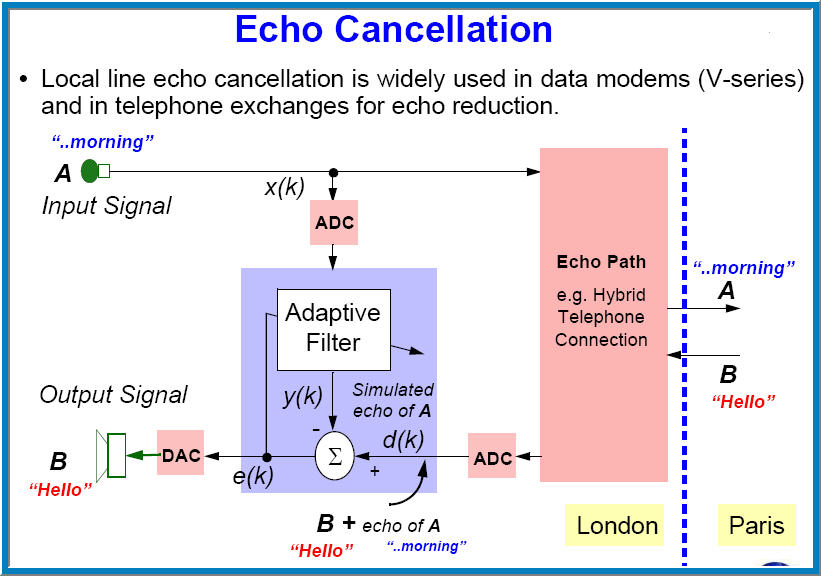 Echo Cancellation
• Local line echo cancellation is widely used in data modems (V-series)
and in telephone exchanges for echo reduction.
“..morning”
A
Input Signal
x(k)
ADC
Echo Path
e.g. Hybrid
Telephone
Connection
“..morning”
A
B
“Hello”
Adaptive
Filter
y(k)
Simulated
echo of A
Output Signal
-
d(k)
Σ
+
ADC
DAC
e(k)
B
“Hello”
B + echo of A
“Hello” “..morning”
London
Paris